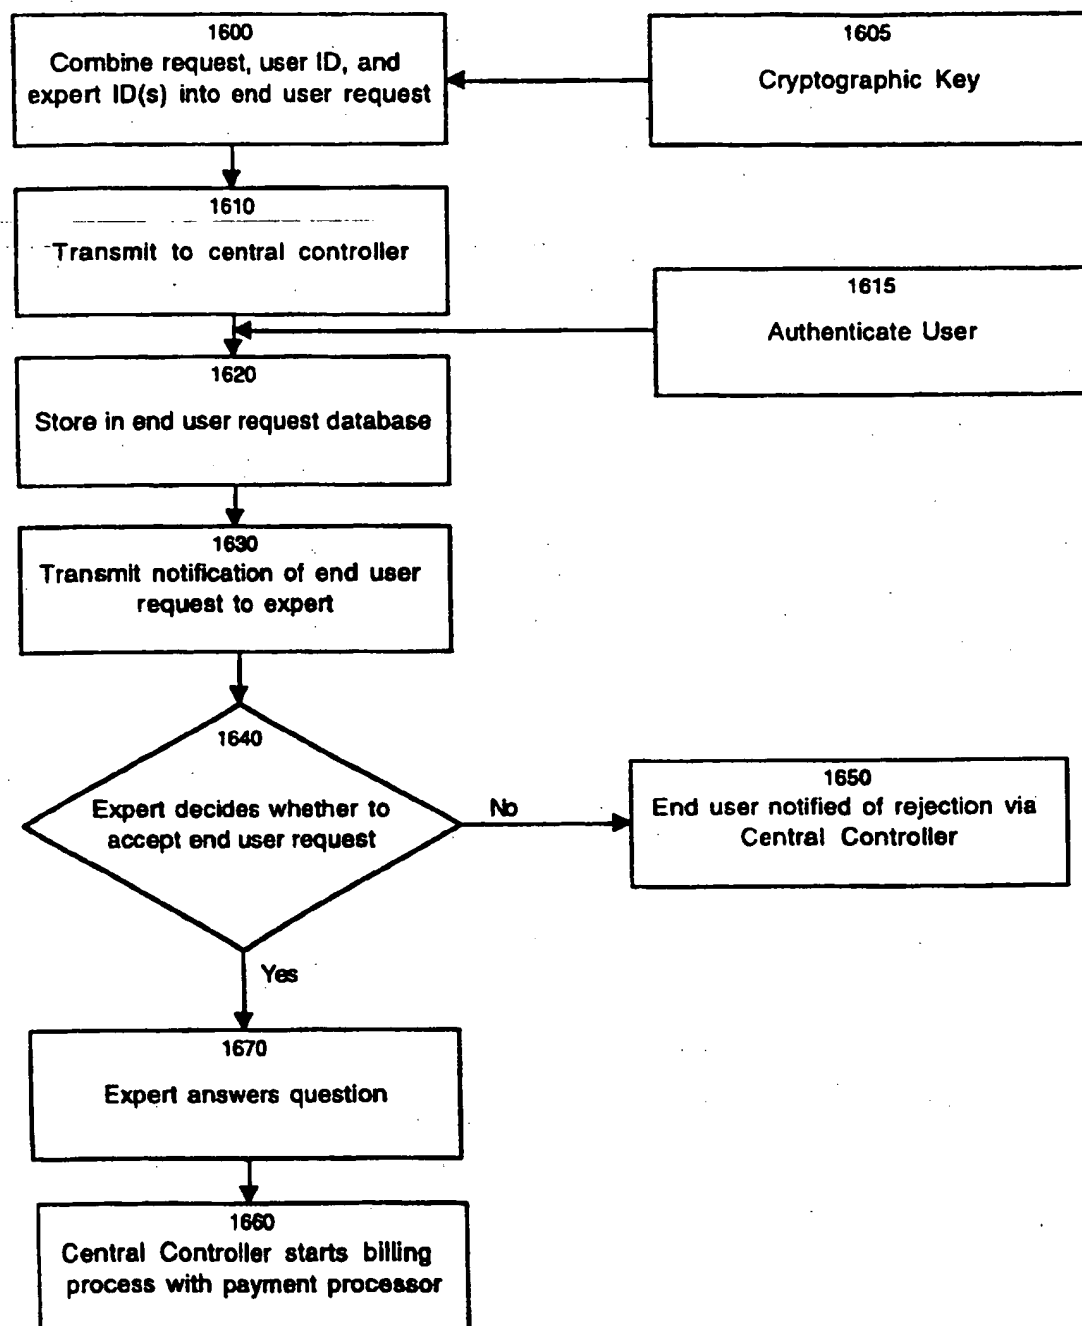 1600
Combine request, user ID, and
expert ID(s) into end user request
1605
Cryptographic Key
1610
Transmit to central controller
1615
Authenticate User
1620
Store in end user request database
1630
Transmit notification of end user
request to expert
1640
Expert decides whether to
accept end user request
No
1650
End user notified of rejection via
Central Controller
Yes
1670
Expert answers question
1660
Central Controller starts billing
process with payment processor